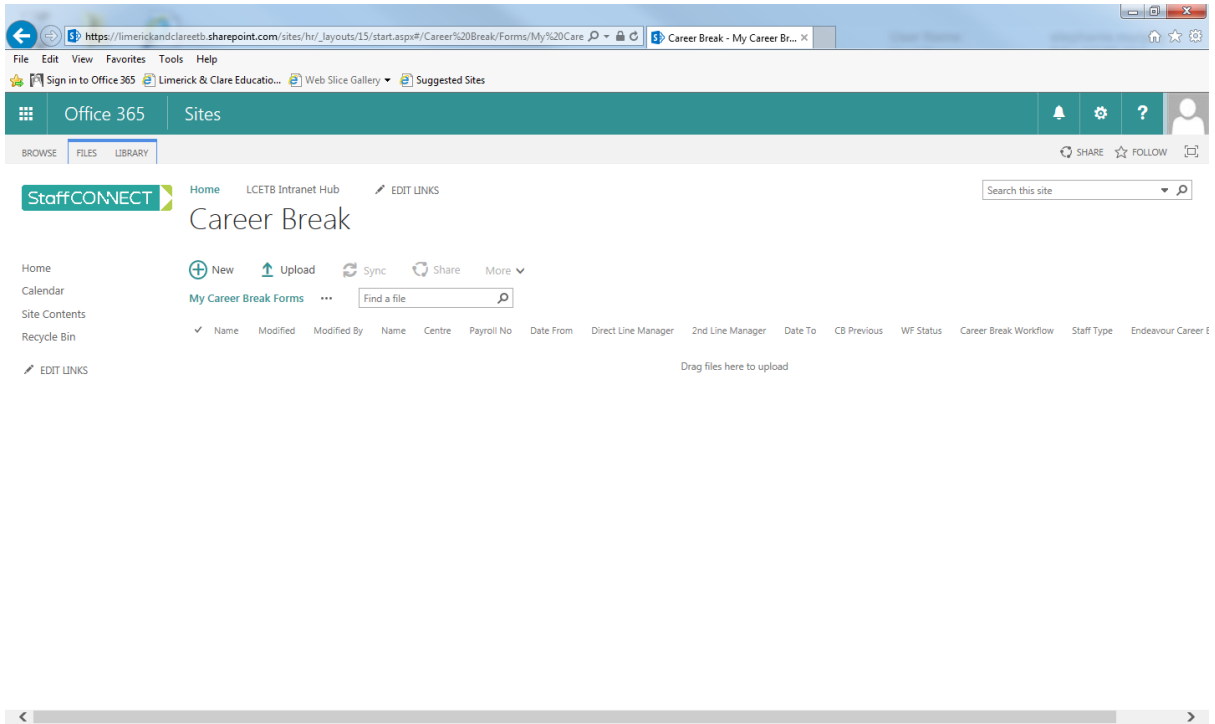 https://limerickandclareetb.sharepoint.com/sites/hr/_layouts/15/start.aspx#/Career%20Break/Forms/My%20Care
Career Break - My Career Br...
File Edit View Favorites Tools Help
Sign in to Office 365 Limerick & Clare Educatio... Web Slice Gallery Suggested Sites
Office 365 Sites ?
BROWSE FILES LIBRARY SHARE FOLLOW
StaffCONNECT Home LCETB Intranet Hub EDIT LINKS Search this site
Career Break
Home New Upload Sync Share More
Calendar
My Career Break Forms ... Find a file
Site Contents
Name Modified Modified By Name Centre Payroll No Date From Direct Line Manager 2nd Line Manager Date To CB Previous WF Status Career Break Workflow Staff Type Endeavour Career B
Recycle Bin
EDIT LINKS Drag files here to upload